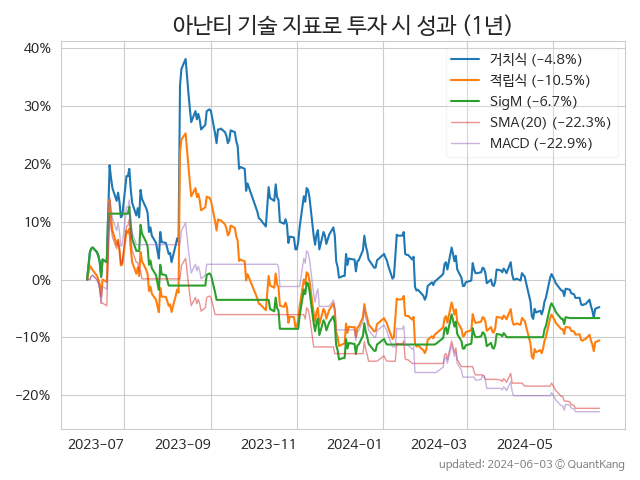 아난티 기술 지표로 투자 시 성과 (1년)
40%
30%
20%
10%
0%
−10%
−20%
거치식 (−4.8%)
적립식 (−10.5%)
SigM (−6.7%)
SMA(20) (−22.3%)
MACD (−22.9%)
2023-07
2023-09
2023-11
2024-01
2024-03
2024-05
updated: 2024-06-03 © QuantKang